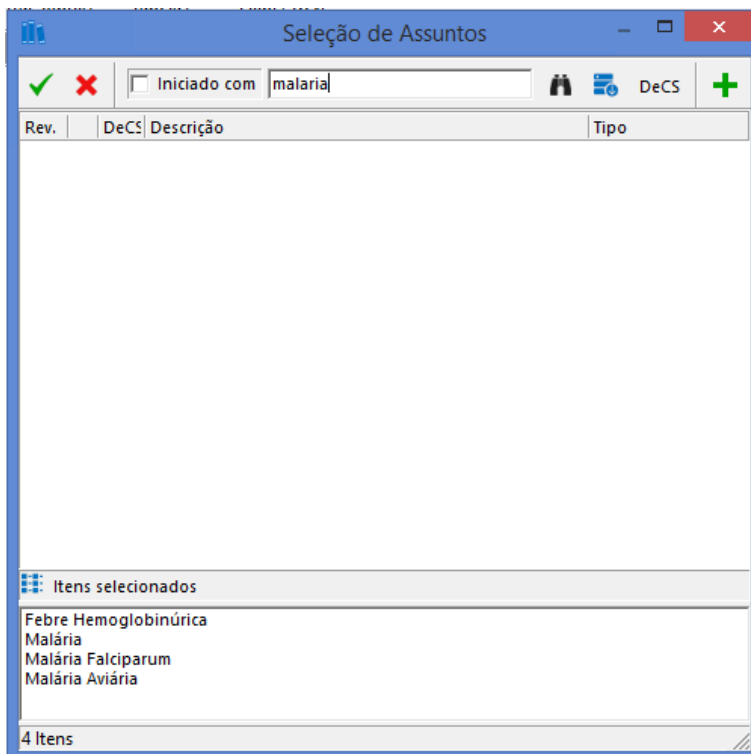 Seleção de Assuntos
Iniciado com malaria DeCS
Rev. DeCS Descrição Tipo
Itens selecionados
Febre Hemoglobinúrica
Malária
Malária Falciparum
Malária Aviária
4 Itens